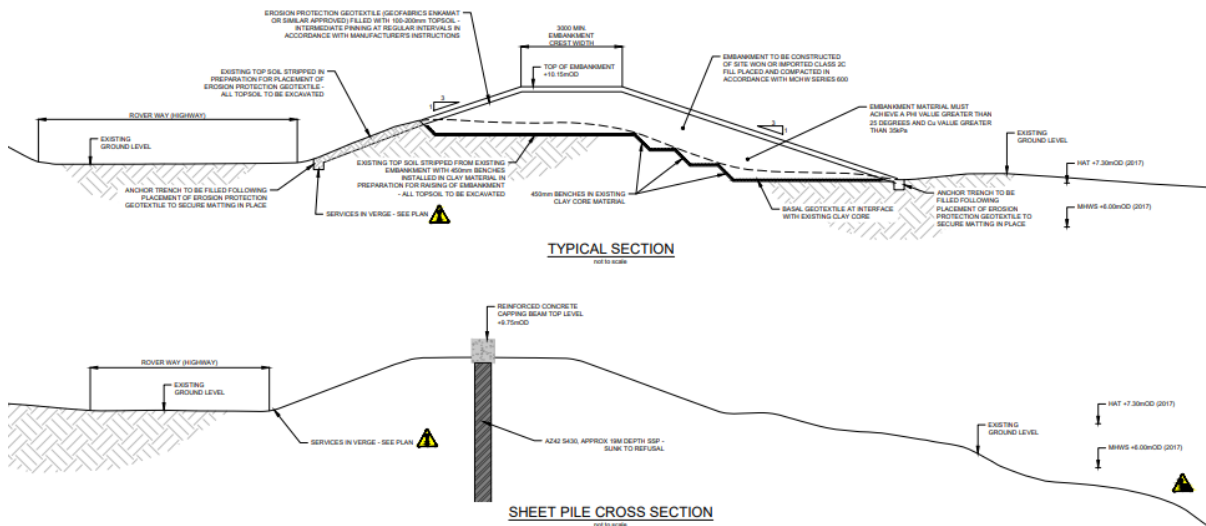 EROSION PROTECTION GEOTEXTILE (GEOFABRICS ENKAMAT
OR SIMILAR APPROVED) FILLED WITH 100-200mm TOPSOIL -
INTERMEDIATE PINNING AT REGULAR INTERVALS IN
ACCORDANCE WITH MANUFACTURER'S INSTRUCTIONS
3000 MIN.
EMBANKMENT
CREST WIDTH
TOP OF EMBANKMENT
+10.15mOD
EMBANKMENT TO BE CONSTRUCTED
OF SITE WON OR IMPORTED CLASS 2C
FILL PLACED AND COMPACTED IN
ACCORDANCE WITH MCHW SERIES 600
EXISTING TOP SOIL STRIPPED IN
PREPARATION FOR PLACEMENT OF
EROSION PROTECTION GEOTEXTILE -
ALL TOPSOIL TO BE EXCAVATED
3
1
ROVER WAY (HIGHWAY)
EMBANKMENT MATERIAL MUST
ACHIEVE A PHI VALUE GREATER THAN
25 DEGREES AND Cu VALUE GREATER
THAN 35kPa
3
1
EXISTING
GROUND LEVEL
EXISTING
GROUND LEVEL
HAT +7.30mOD (2017)
EXISTING TOP SOIL STRIPPED FROM EXISTING
EMBANKMENT WITH 450mm BENCHES
INSTALLED IN CLAY MATERIAL IN
PREPARATION FOR RAISING OF EMBANKMENT
- ALL TOPSOIL TO BE EXCAVATED
ANCHOR TRENCH TO BE FILLED FOLLOWING
PLACEMENT OF EROSION PROTECTION
GEOTEXTILE TO SECURE MATTING IN PLACE
450mm BENCHES IN EXISTING
CLAY CORE MATERIAL
BASAL GEOTEXTILE AT INTERFACE
WITH EXISTING CLAY CORE
ANCHOR TRENCH TO BE
FILLED FOLLOWING
PLACEMENT OF EROSION
PROTECTION GEOTEXTILE TO
SECURE MATTING IN PLACE
MHWS +6.00mOD (2017)
SERVICES IN VERGE - SEE PLAN
TYPICAL SECTION
not to scale
REINFORCED CONCRETE
CAPPING BEAM TOP LEVEL
+9.75mOD
ROVER WAY (HIGHWAY)
EXISTING
GROUND LEVEL
HAT +7.30mOD (2017)
SERVICES IN VERGE - SEE PLAN
AZ42 S430, APPROX 19M DEPTH SSP -
SUNK TO REFUSAL
EXISTING
GROUND LEVEL
MHWS +6.00mOD (2017)
SHEET PILE CROSS SECTION
not to scale